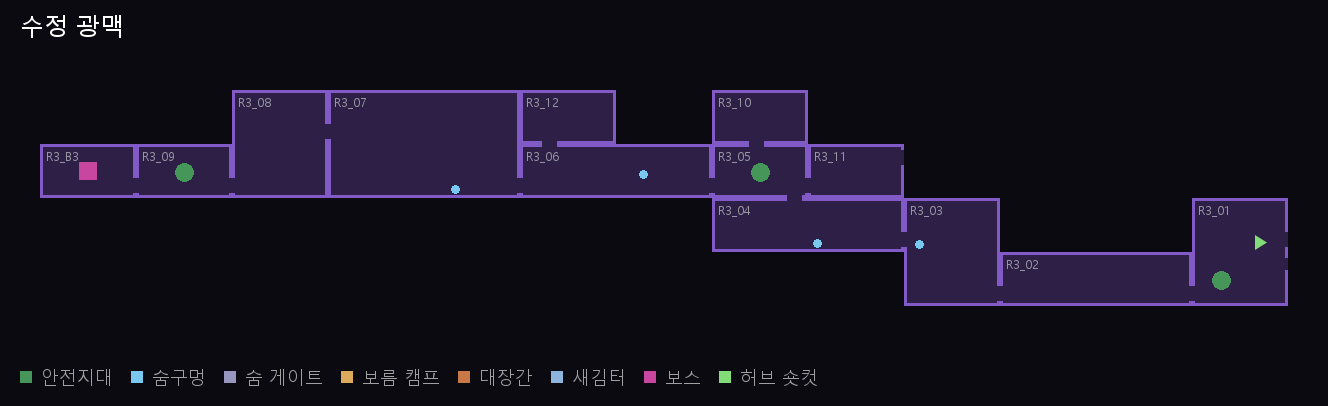 수정 광맥
R3_08
R3_07
R3_12
R3_10
R3_B3
R3_09
R3_06
R3_05
R3_11
R3_04
R3_03
R3_01
R3_02
안전지대 숨구멍 숨 게이트 보름 캠프 대장간 새김터 보스 허브 숏컷